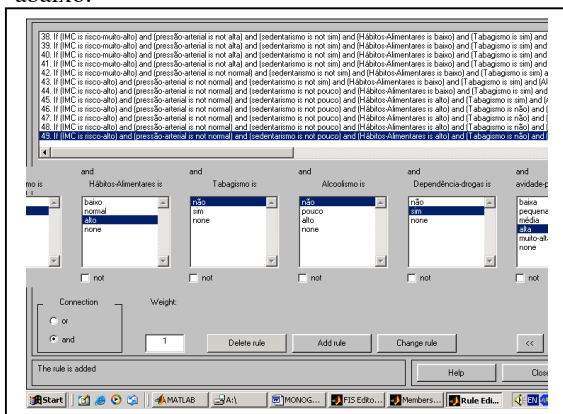 abaixo:
38. If (IMC is risco-muito-alto) and (pressão-arterial is not alta) and (sedentarismo is not sim) and (Hábitos-Alimentares is baixo) and (Tabagismo is sim) and
39. If (IMC is risco-muito-alto) and (pressão-arterial is not alta) and (sedentarismo is not sim) and (Hábitos-Alimentares is baixo) and (Tabagismo is sim) and
40. If (IMC is risco-muito-alto) and (pressão-arterial is not alta) and (sedentarismo is not sim) and (Hábitos-Alimentares is baixo) and (Tabagismo is sim) and
41. If (IMC is risco-muito-alto) and (pressão-arterial is not alta) and (sedentarismo is not sim) and (Hábitos-Alimentares is baixo) and (Tabagismo is sim) and
42. If (IMC is risco-muito-alto) and (pressão-arterial is not normal) and (sedentarismo is not sim) and (Hábitos-Alimentares is baixo) and (Tabagismo is sim) a
43. If (IMC is risco-alto) and (pressão-arterial is not normal) and (sedentarismo is not sim) and (Hábitos-Alimentares is baixo) and (Tabagismo is sim) and (Al
44. If (IMC is risco-alto) and (pressão-arterial is not normal) and (sedentarismo is not pouco) and (Hábitos-Alimentares is baixo) and (Tabagismo is sim) and
45. If (IMC is risco-alto) and (pressão-arterial is not normal) and (sedentarismo is not pouco) and (Hábitos-Alimentares is alto) and (Tabagismo is sim) and (A
46. If (IMC is risco-alto) and (pressão-arterial is not normal) and (sedentarismo is not pouco) and (Hábitos-Alimentares is alto) and (Tabagismo is não) and (
47. If (IMC is risco-alto) and (pressão-arterial is not normal) and (sedentarismo is not pouco) and (Hábitos-Alimentares is alto) and (Tabagismo is não) and (
48. If (IMC is risco-alto) and (pressão-arterial is not normal) and (sedentarismo is not pouco) and (Hábitos-Alimentares is alto) and (Tabagismo is não) and (
49. If (IMC is risco-alto) and (pressão-arterial is not normal) and (sedentarismo is not pouco) and (Hábitos-Alimentares is alto) and (Tabagismo is não) and (
and and and and and
mo is Hábitos-Alimentares is Tabagismo is Alcoolismo is Dependência-drogas is avidade-p
baixo não não não baixa
normal sim pouco sim pequena
alto none alto none média
none none alta
muito-alt
none
not not not not not
Connection Weight:
or
and 1 Delete rule Add rule Change rule <<
The rule is added Help Close
Start MATLAB A:\ MONOG... FIS Edito... Members... Rule Edi... EN